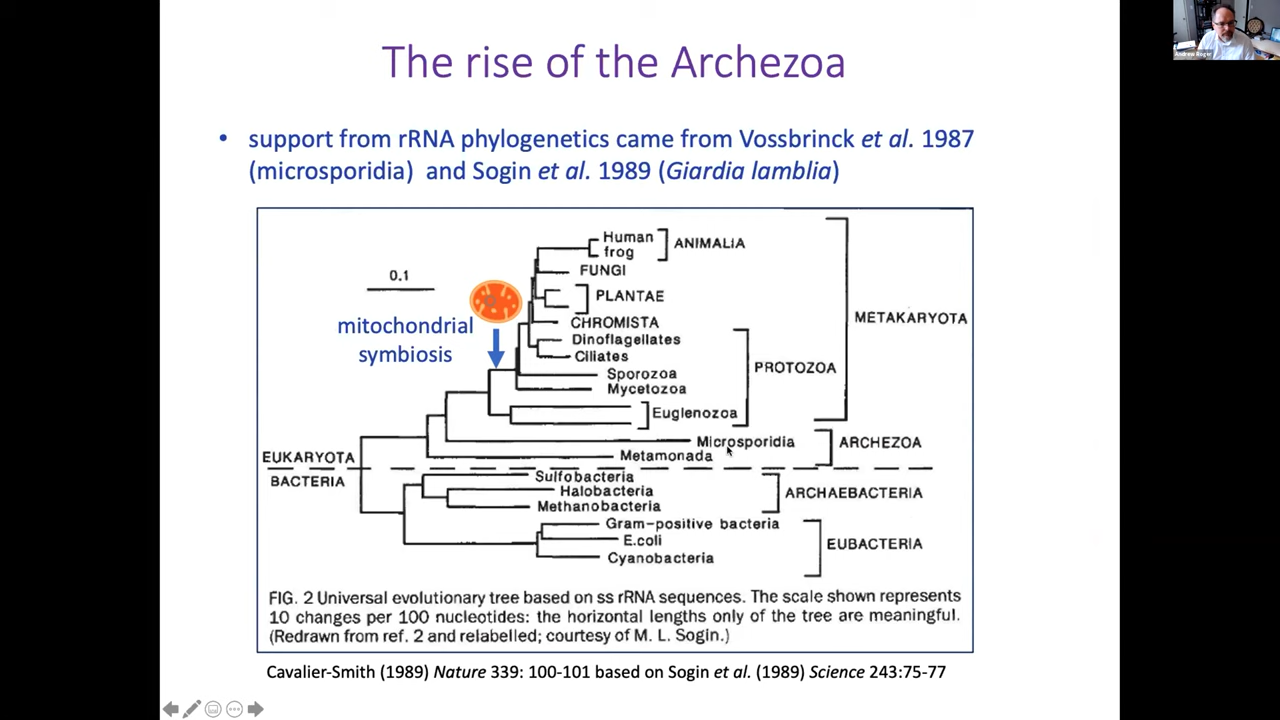 The rise of the Archezoa
Andrew Roger
• support from rRNA phylogenetics came from Vossbrinck et al. 1987
(microsporidia) and Sogin et al. 1989 (Giardia lamblia)
0.1
mitochondrial
symbiosis
Human
frog
ANIMALIA
FUNGI
PLANTAE
CHROMISTA
Dinoflagellates
Ciliates
Sporozoa
Mycetozoa
Euglenozoa
PROTOZOA
METAKARYOTA
Microsporidia
Metamonada
ARCHEZOA
EUKARYOTA
BACTERIA
Sulfobacteria
Halobacteria
Methanobacteria
ARCHAEBACTERIA
Gram-positive bacteria
E.coli
Cyanobacteria
EUBACTERIA
FIG. 2 Universal evolutionary tree based on ss rRNA sequences. The scale shown represents
10 changes per 100 nucleotides: the horizontal lengths only of the tree are meaningful.
(Redrawn from ref. 2 and relabelled; courtesy of M. L. Sogin.)
Cavalier-Smith (1989) Nature 339: 100-101 based on Sogin et al. (1989) Science 243:75-77